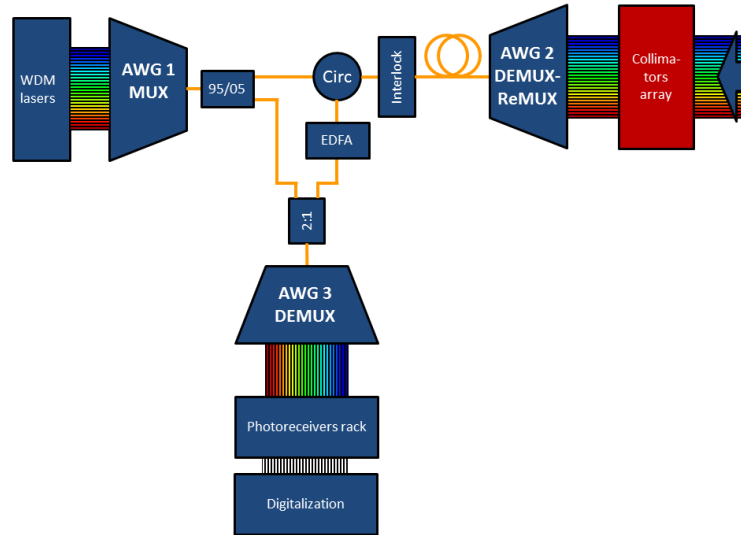 WDM
lasers
AWG 1
MUX
95/05
Circ
Interlock
AWG 2
DEMUX-
ReMUX
Collima-
tors
array
EDFA
2:1
AWG 3
DEMUX
Photoreceivers rack
Digitalization